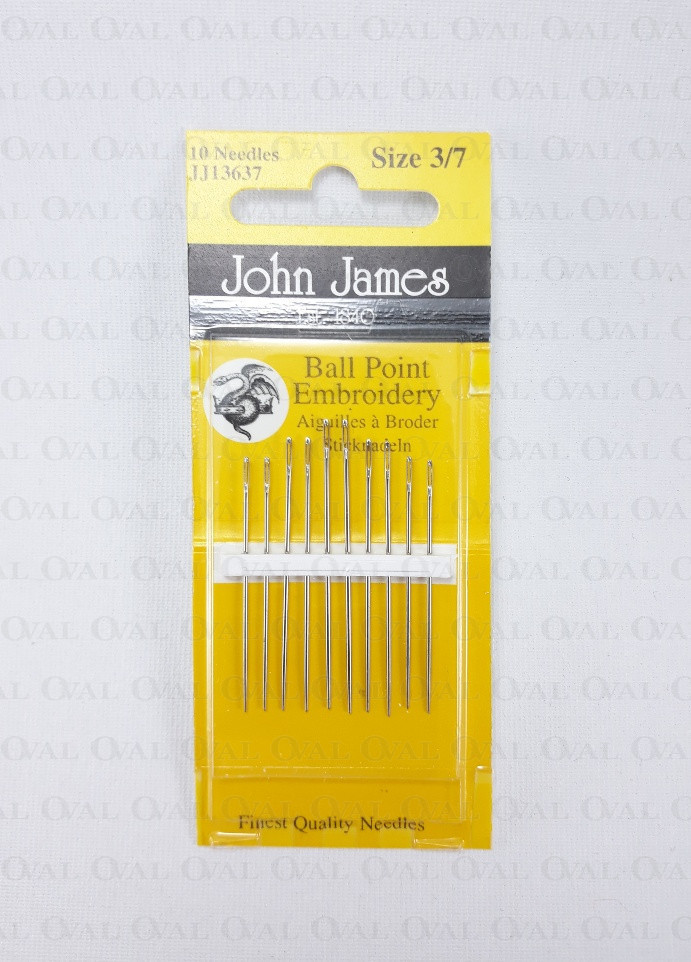 10 Needles
JJ13637
Size 3/7
John James
Est. 1840
Ball Point
Embroidery
Aiguilles à Broder
Sticknadeln
Finest Quality Needles
OVAL